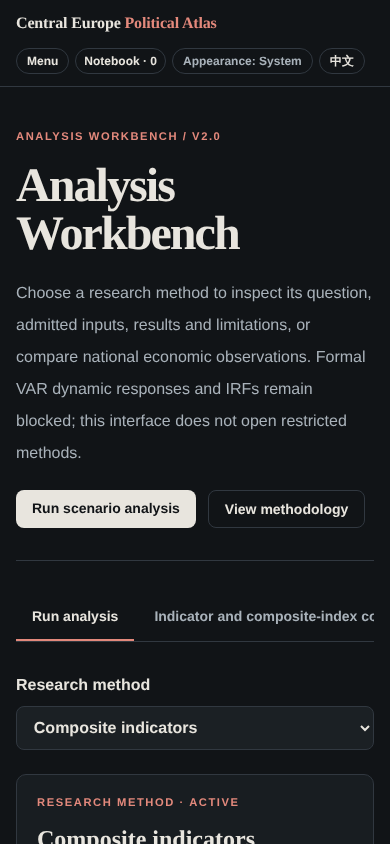 Central Europe Political Atlas
Menu
Notebook · 0
Appearance: System
中文
ANALYSIS WORKBENCH / V2.0
Analysis
Workbench
Choose a research method to inspect its question,
admitted inputs, results and limitations, or
compare national economic observations. Formal
VAR dynamic responses and IRFs remain
blocked; this interface does not open restricted
methods.
Run scenario analysis
View methodology
Run analysis
Indicator and composite-index co
Research method
Composite indicators
RESEARCH METHOD · ACTIVE
Composite indicators